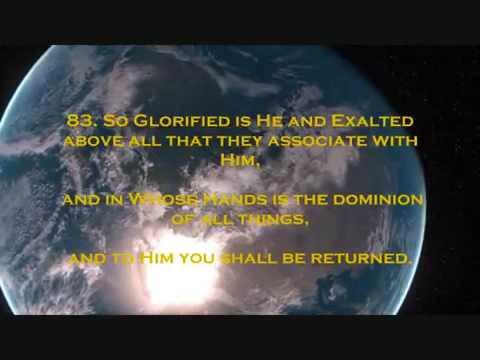 83. So Glorified is He and Exalted
above all that they associate with
Him,
and in Whose Hands is the dominion
of all things,
and to Him you shall be returned.